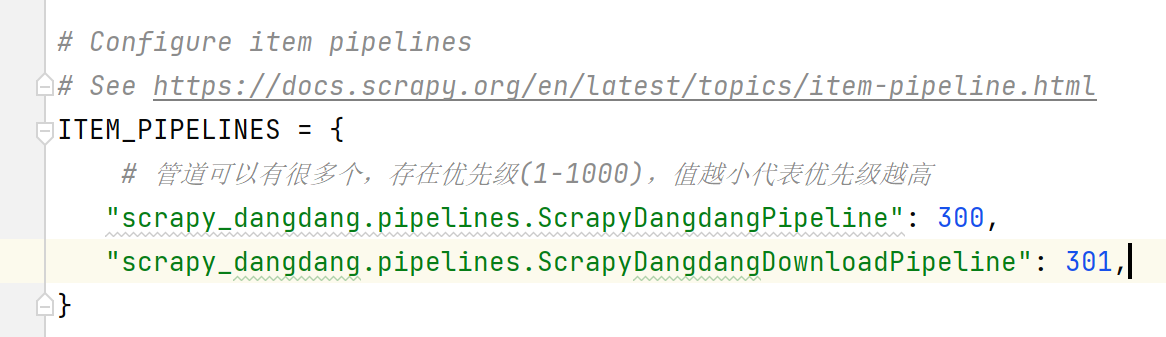 # Configure item pipelines
# See https://docs.scrapy.org/en/latest/topics/item-pipeline.html
ITEM_PIPELINES = {
    # 管道可以有很多个，存在优先级(1-1000)，值越小代表优先级越高
   "scrapy_dangdang.pipelines.ScrapyDangdangPipeline": 300,
   "scrapy_dangdang.pipelines.ScrapyDangdangDownloadPipeline": 301,
}